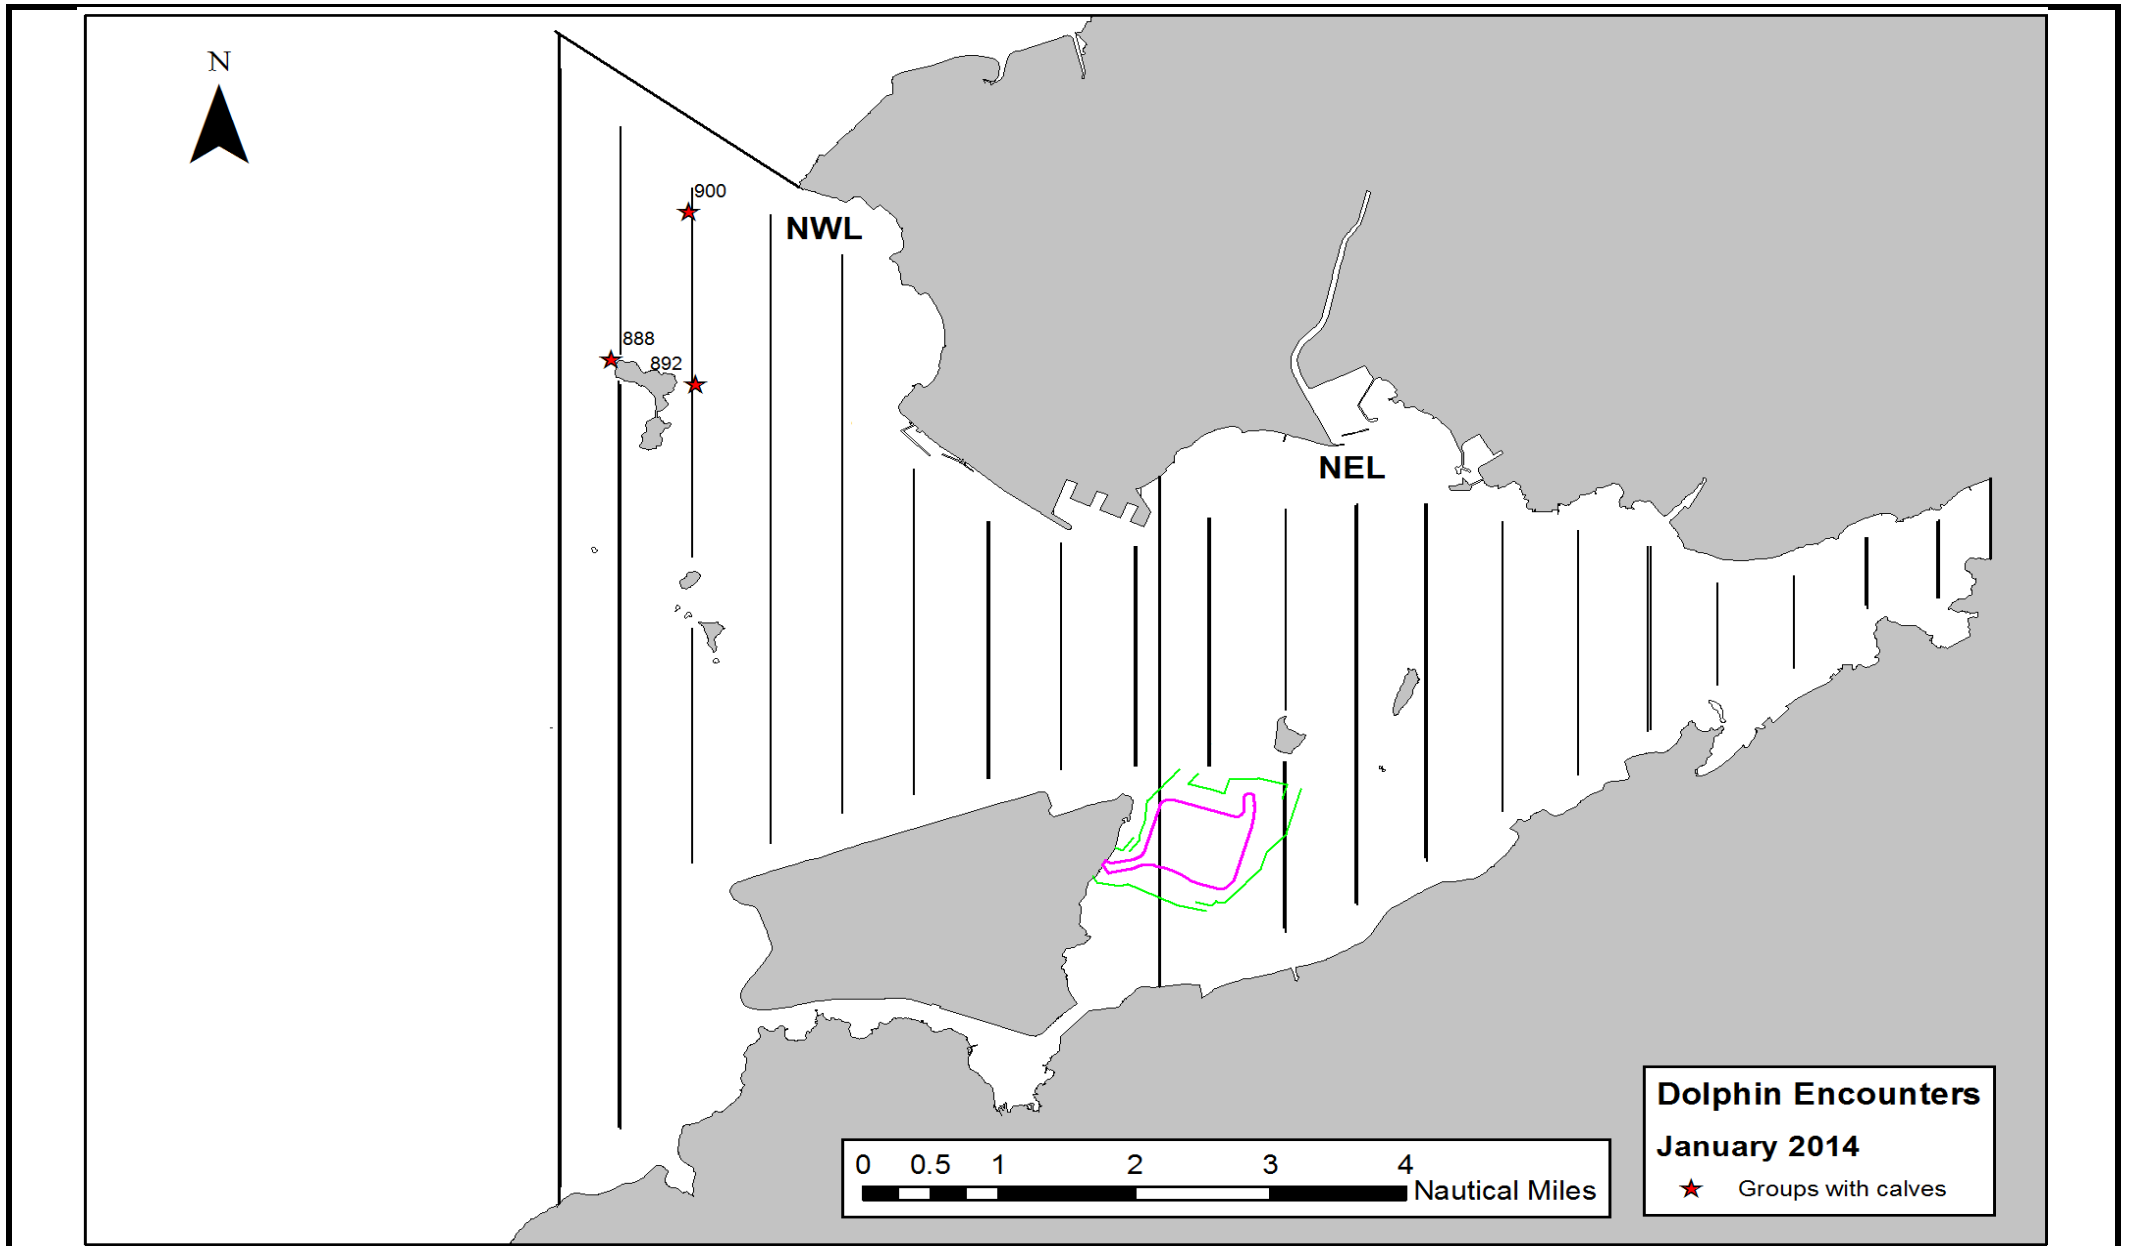 N
900
NWL
888
892
NEL
Dolphin Encounters
January 2014
Groups with calves
0 0.5 1 2 3 4
Nautical Miles